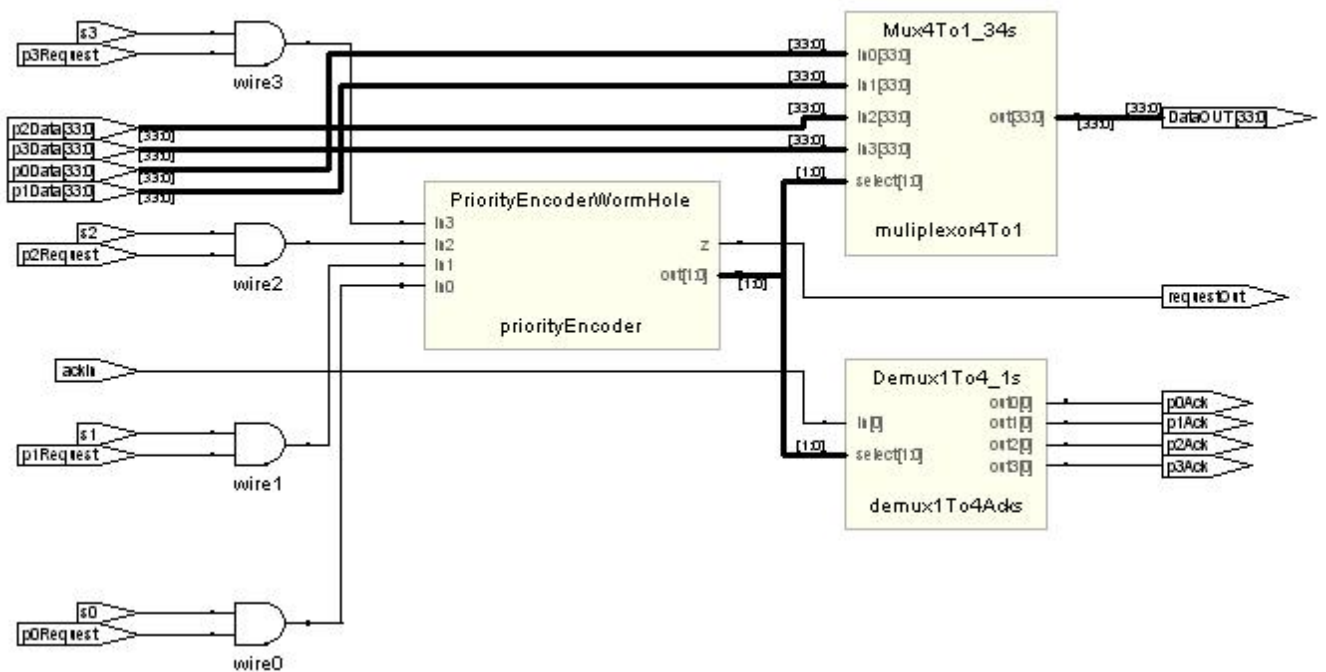 s3
p3Request
wire3
p2Data[33:0]
[33:0]
p3Data[33:0]
[33:0]
p0Data[33:0]
[33:0]
p1Data[33:0]
[33:0]
s2
p2Request
wire2
ackIn
s1
p1Request
wire1
s0
p0Request
wire0
PriorityEncoderWormHole
In3
In2
In1
In0
z
out[1:0]
[1:0]
priorityEncoder
Mux4To1_34s
[33:0]
In0[33:0]
[33:0]
In1[33:0]
[33:0]
In2[33:0]
[33:0]
In3[33:0]
[1:0]
select[1:0]
out[33:0]
[33:0]
[33:0]
DataOUT[33:0]
muliplexor4To1
requestOut
Demux1To4_1s
In[0]
[1:0]
select[1:0]
out0[0]
out1[0]
out2[0]
out3[0]
p0Ack
p1Ack
p2Ack
p3Ack
demux1To4Acks